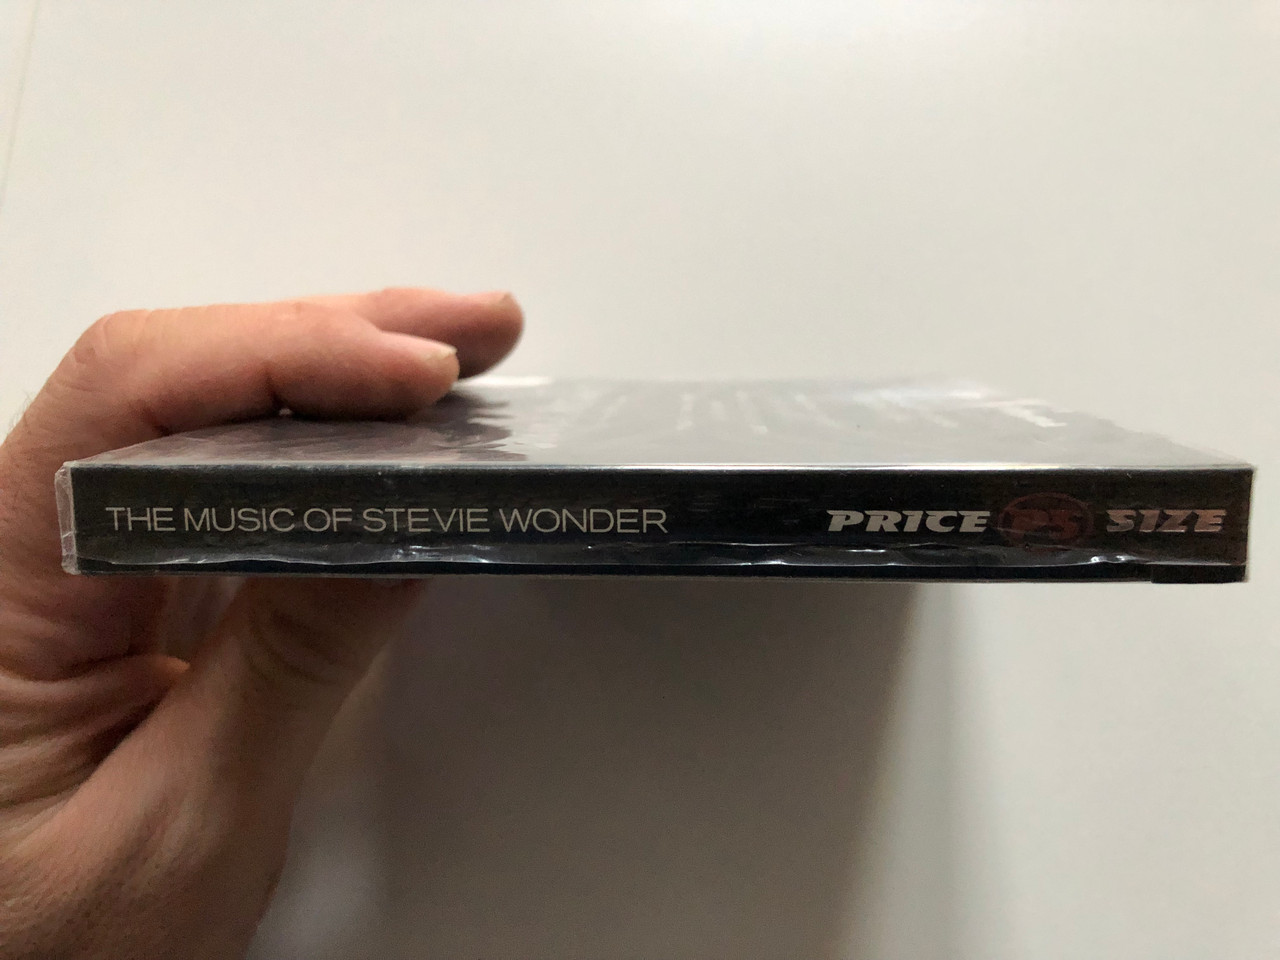 THE MUSIC OF STEVIE WONDER
PRICE PS SIZE